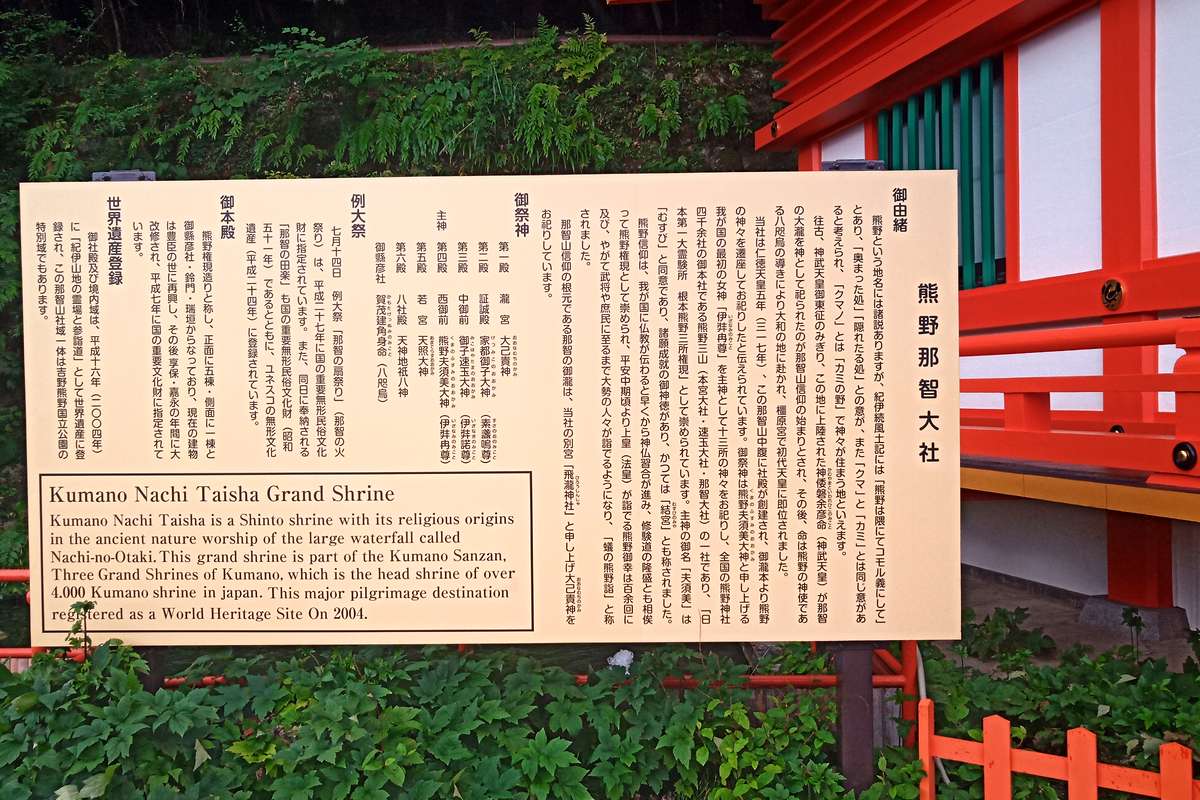 熊野那智大社
御由緒
熊野という地名には諸説ありますが、紀伊続風土記には「熊野は隈にてコモル義にして」
とあり、「奥まった処」「隠れたる処」との意が、また「クマ」と「カミ」とは同じ意があ
ると考えられ、「クマノ」とは「カミの野」で神々が住まう地といえます。
往古、神武天皇御東征のみぎり、この地に上陸された神倭磐余彦命（神武天皇）が那智
の大瀧を神として祀られたのが那智山信仰の始まりとされ、その後、命は熊野の神使であ
る八咫烏の導きにより大和の地に赴かれ、橿原宮で初代天皇に即位されました。
当社は仁徳天皇五年（三一七年）、この那智山中腹に社殿が創建され、御瀧本より熊野
の神々を遷座しお祀りしたと伝えられています。御祭神は熊野夫須美大神と申し上げる
我が国の最初の女神「伊弉冉尊」を主神として十三所の神々をお祀りし、全国の熊野神社
四千余社の御本社である熊野三山（本宮大社・速玉大社・那智大社）の一社であり、「日
本第一大霊験所　根本熊野三所権現」として崇められています。主神の御名「夫須美」は
「むすび」と同意であり、諸願成就の御神徳があり、かつては「結宮」とも称されました。
熊野信仰は、我が国に仏教が伝わると早くから神仏習合が進み、修験道の隆盛とも相俟
って熊野権現として崇められ、平安中期頃より上皇（法皇）が詣でる熊野御幸は百余回に
及び、やがて武将や庶民に至るまで大勢の人々が詣でるようになり、「蟻の熊野詣」と称
されました。
那智山信仰の根元である那智の御瀧は、当社の別宮「飛瀧神社」と申し上げ大己貴神を
お祀りしています。
御祭神
第一殿　瀧宮　大己貴神
第二殿　証誠殿　家都御子大神　（素盞嗚尊）
第三殿　中御前　御子速玉大神　（伊弉諾尊）
主神　第四殿　西御前　熊野夫須美大神　（伊弉冉尊）
第五殿　若宮　天照大神
第六殿　八社殿　天神地祇八神
御縣彦社　賀茂建角身命　（八咫烏）
例大祭
七月十四日　例大祭「那智の扇祭り」（那智の火
祭り）は、平成二十七年に国の重要無形民俗文化
財に指定されています。また、同日に奉納される
「那智の田楽」も国の重要無形民俗文化財（昭和
五十一年）であるとともに、ユネスコの無形文化
遺産（平成二十四年）に登録されています。
御本殿
熊野権現造りと称し、正面に五棟・側面に一棟と
御縣彦社・鈴門・瑞垣からなっており、現在の建物
は豊臣の世に再興し、その後享保・嘉永の年間に大
改修され、平成七年に国の重要文化財に指定されて
います。
世界遺産登録
御社殿及び境内域は、平成十六年（二〇〇四年）
に「紀伊山地の霊場と参詣道」として世界遺産に登
録され、この那智山社域一体は吉野熊野国立公園の
特別域でもあります。
Kumano Nachi Taisha Grand Shrine
Kumano Nachi Taisha is a Shinto shrine with its religious origins
in the ancient nature worship of the large waterfall called
Nachi-no-Otaki. This grand shrine is part of the Kumano Sanzan,
Three Grand Shrines of Kumano, which is the head shrine of over
4.000 Kumano shrine in japan. This major pilgrimage destination
registered as a World Heritage Site On 2004.